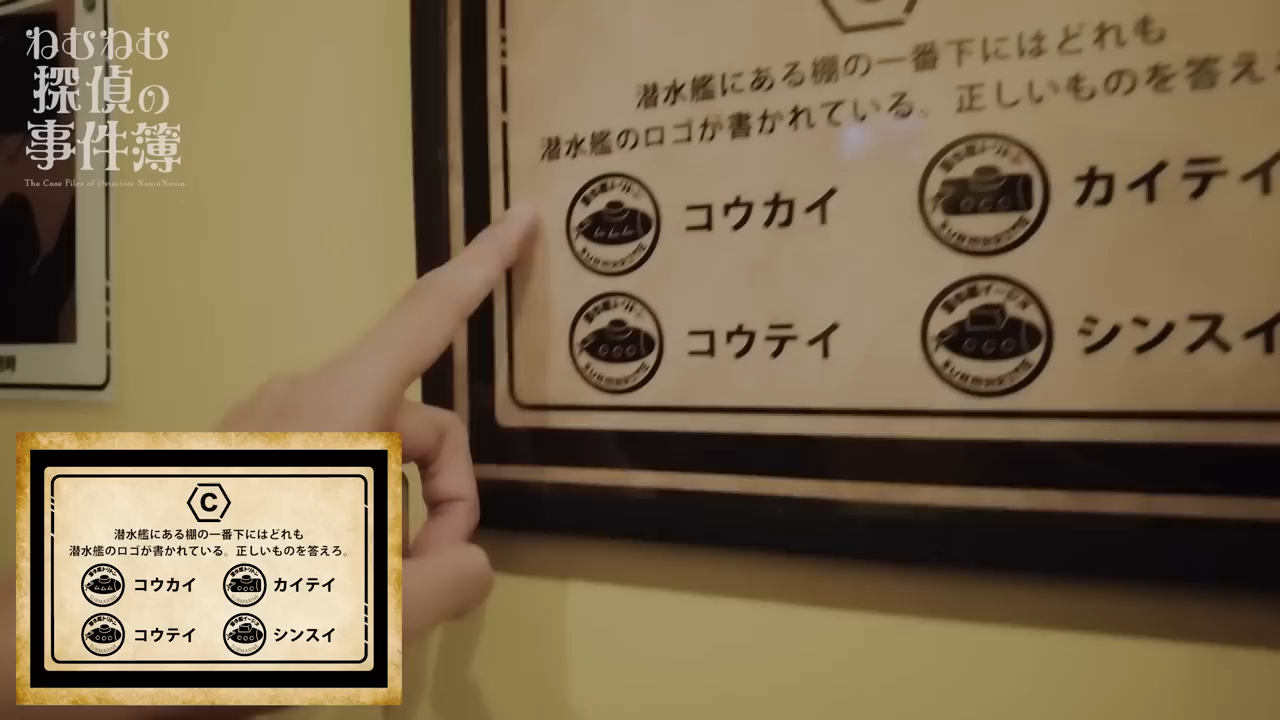 ねむねむ
探偵の
事件簿
The Case Files of Detective NemuNemu
潜水艦にある棚の一番下にはどれも
潜水艦のロゴが書かれている。正しいものを答え
コウカイ
カイテイ
コウテイ
シンスイ
C
潜水艦にある棚の一番下にはどれも
潜水艦のロゴが書かれている。正しいものを答えろ。
コウカイ
カイテイ
コウテイ
シンスイ